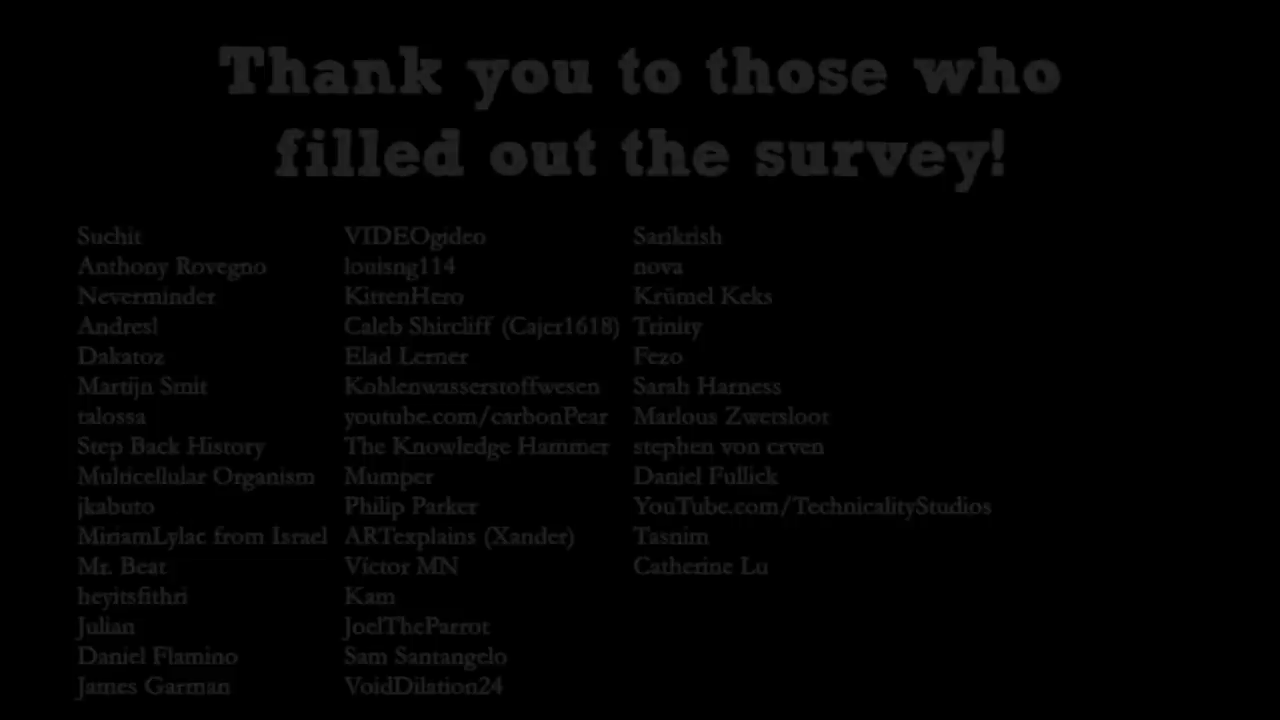 Thank you to those who
filled out the survey!
Suchit
Anthony Rovegno
Neverminder
Andresl
Dakatoz
Martijn Smit
talossa
Step Back History
Multicellular Organism
jkabuto
MiriamLylac from Israel
Mr. Beat
heyitsfithri
Julian
Daniel Flamino
James Garman
VIDEOgideo
louisng114
KittenHero
Caleb Shircliff (Cajer1618)
Elad Lerner
Kohlenwasserstoffwesen
youtube.com/carbonPear
The Knowledge Hammer
Mumper
Philip Parker
ARTexplains (Xander)
Víctor MN
Kam
JoelTheParrot
Sam Santangelo
VoidDilation24
Sarikrish
nova
Krümel Keks
Trinity
Fezo
Sarah Harness
Marlous Zwersloot
stephen von erven
Daniel Fullick
YouTube.com/TechnicalityStudios
Tasnim
Catherine Lu